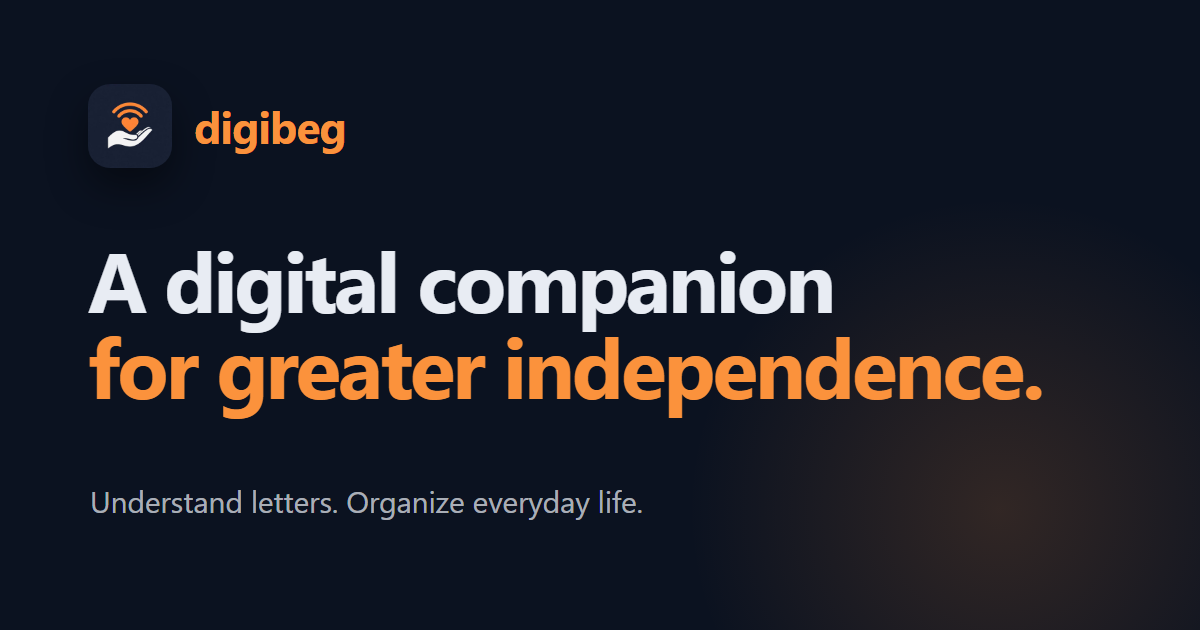 digibeg
A digital companion
for greater independence.
Understand letters. Organize everyday life.